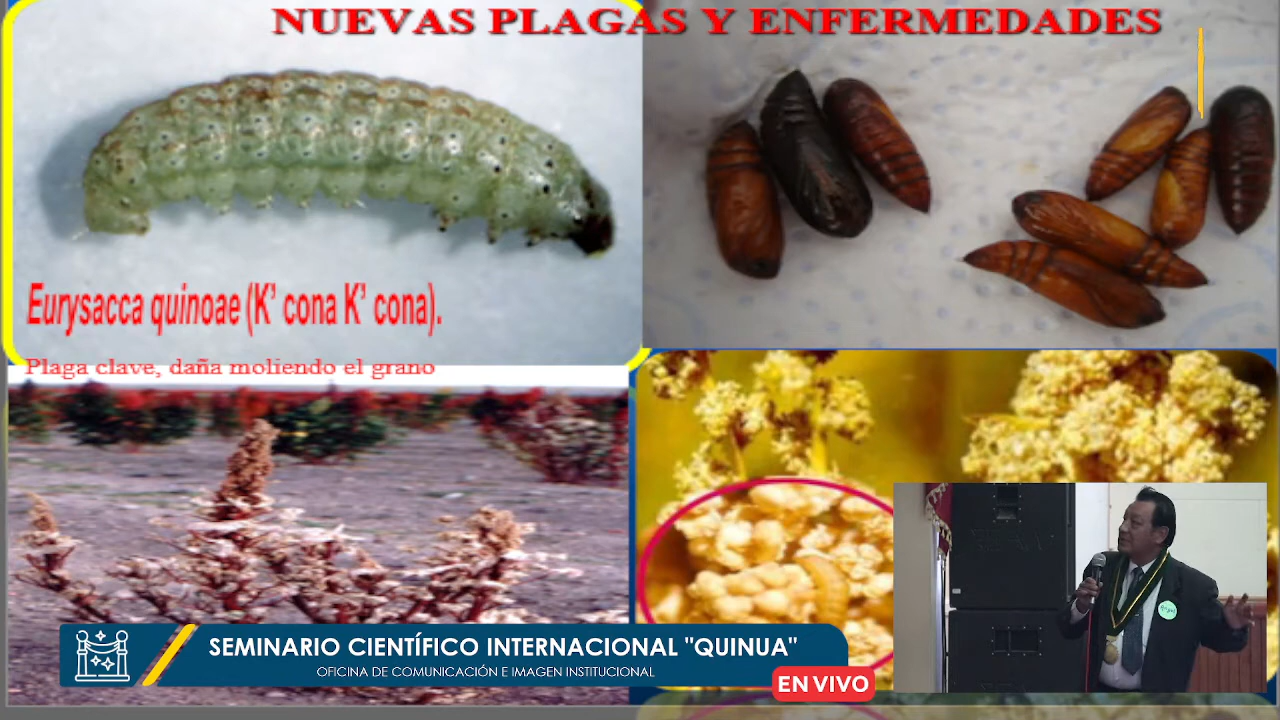 NUEVAS PLAGAS Y ENFERMEDADES
Eurysacca quinoae (K' cona K' cona).
Plaga clave, daña moliendo el grano
SEMINARIO CIENTÍFICO INTERNACIONAL "QUINUA"
OFICINA DE COMUNICACIÓN E IMAGEN INSTITUCIONAL
EN VIVO